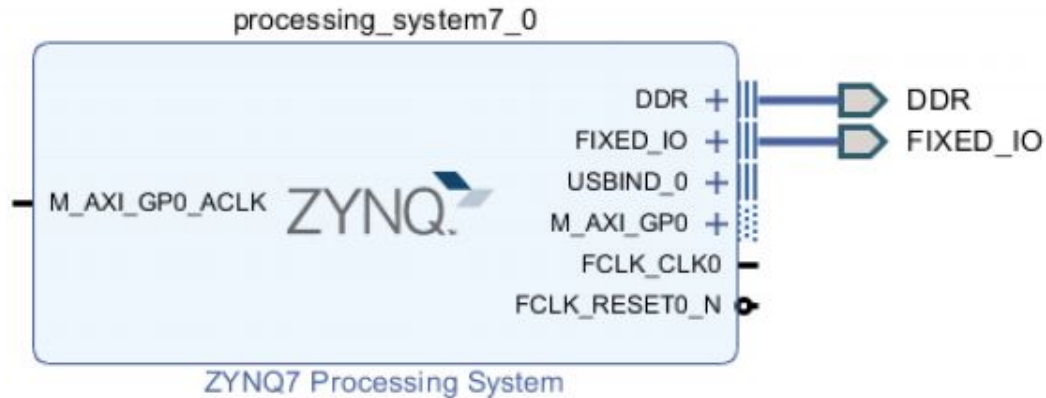 processing_system7_0
DDR
DDR
FIXED_IO
FIXED_IO
USBIND_0
M_AXI_GP0_ACLK
ZYNQ
M_AXI_GP0
FCLK_CLK0
FCLK_RESET0_N
ZYNQ7 Processing System